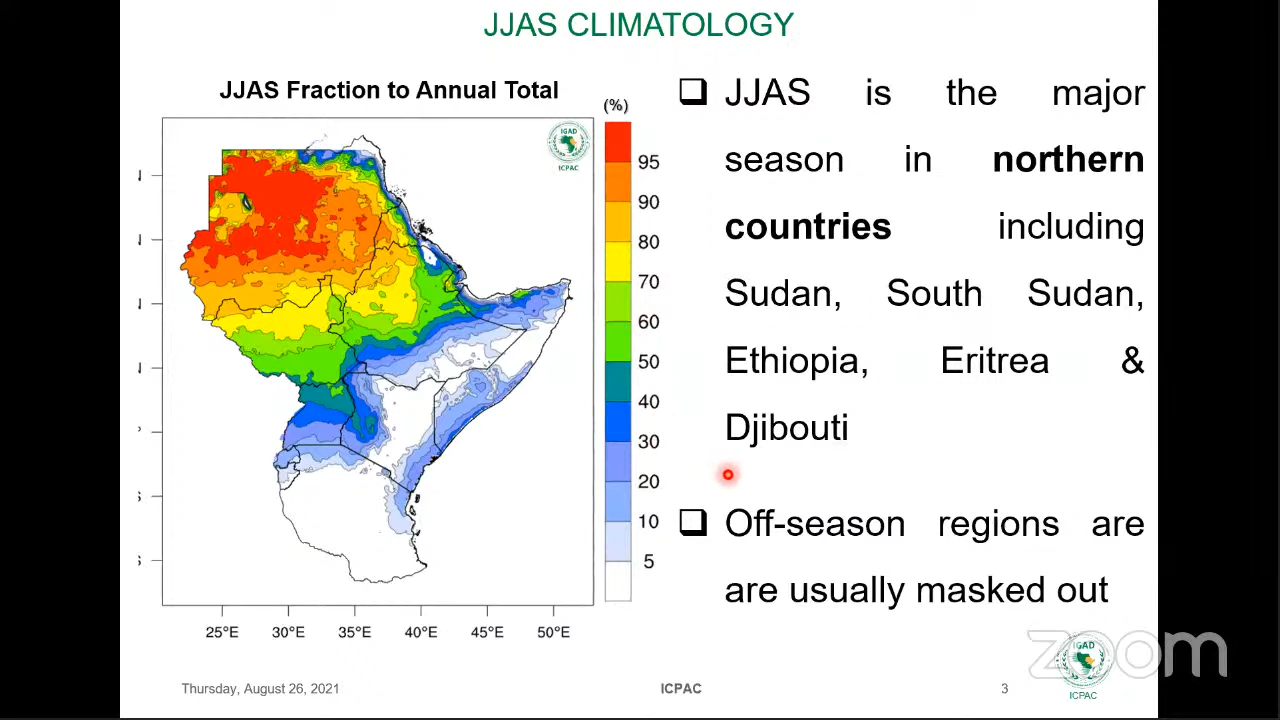 JJAS CLIMATOLOGY
JJAS Fraction to Annual Total
(%)
IGAD
ICPAC
95
90
80
70
60
50
40
30
20
10
5
25°E 30°E 35°E 40°E 45°E 50°E
❑ JJAS is the major
season in northern
countries including
Sudan, South Sudan,
Ethiopia, Eritrea &
Djibouti
❑ Off-season regions are
are usually masked out
zoom
IGAD
ICPAC
Thursday, August 26, 2021
ICPAC
3